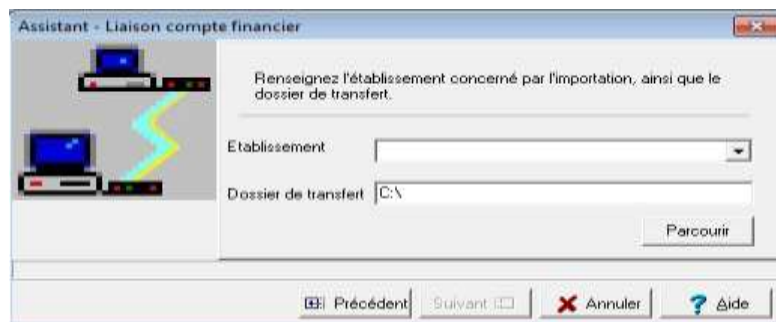 Assistant - Liaison compte financier
Renseignez l'établissement concerné par l'importation, ainsi que le
dossier de transfert.
Etablissement
Dossier de transfert C:\
Parcourir
Précédent Suivant Annuler ? Aide